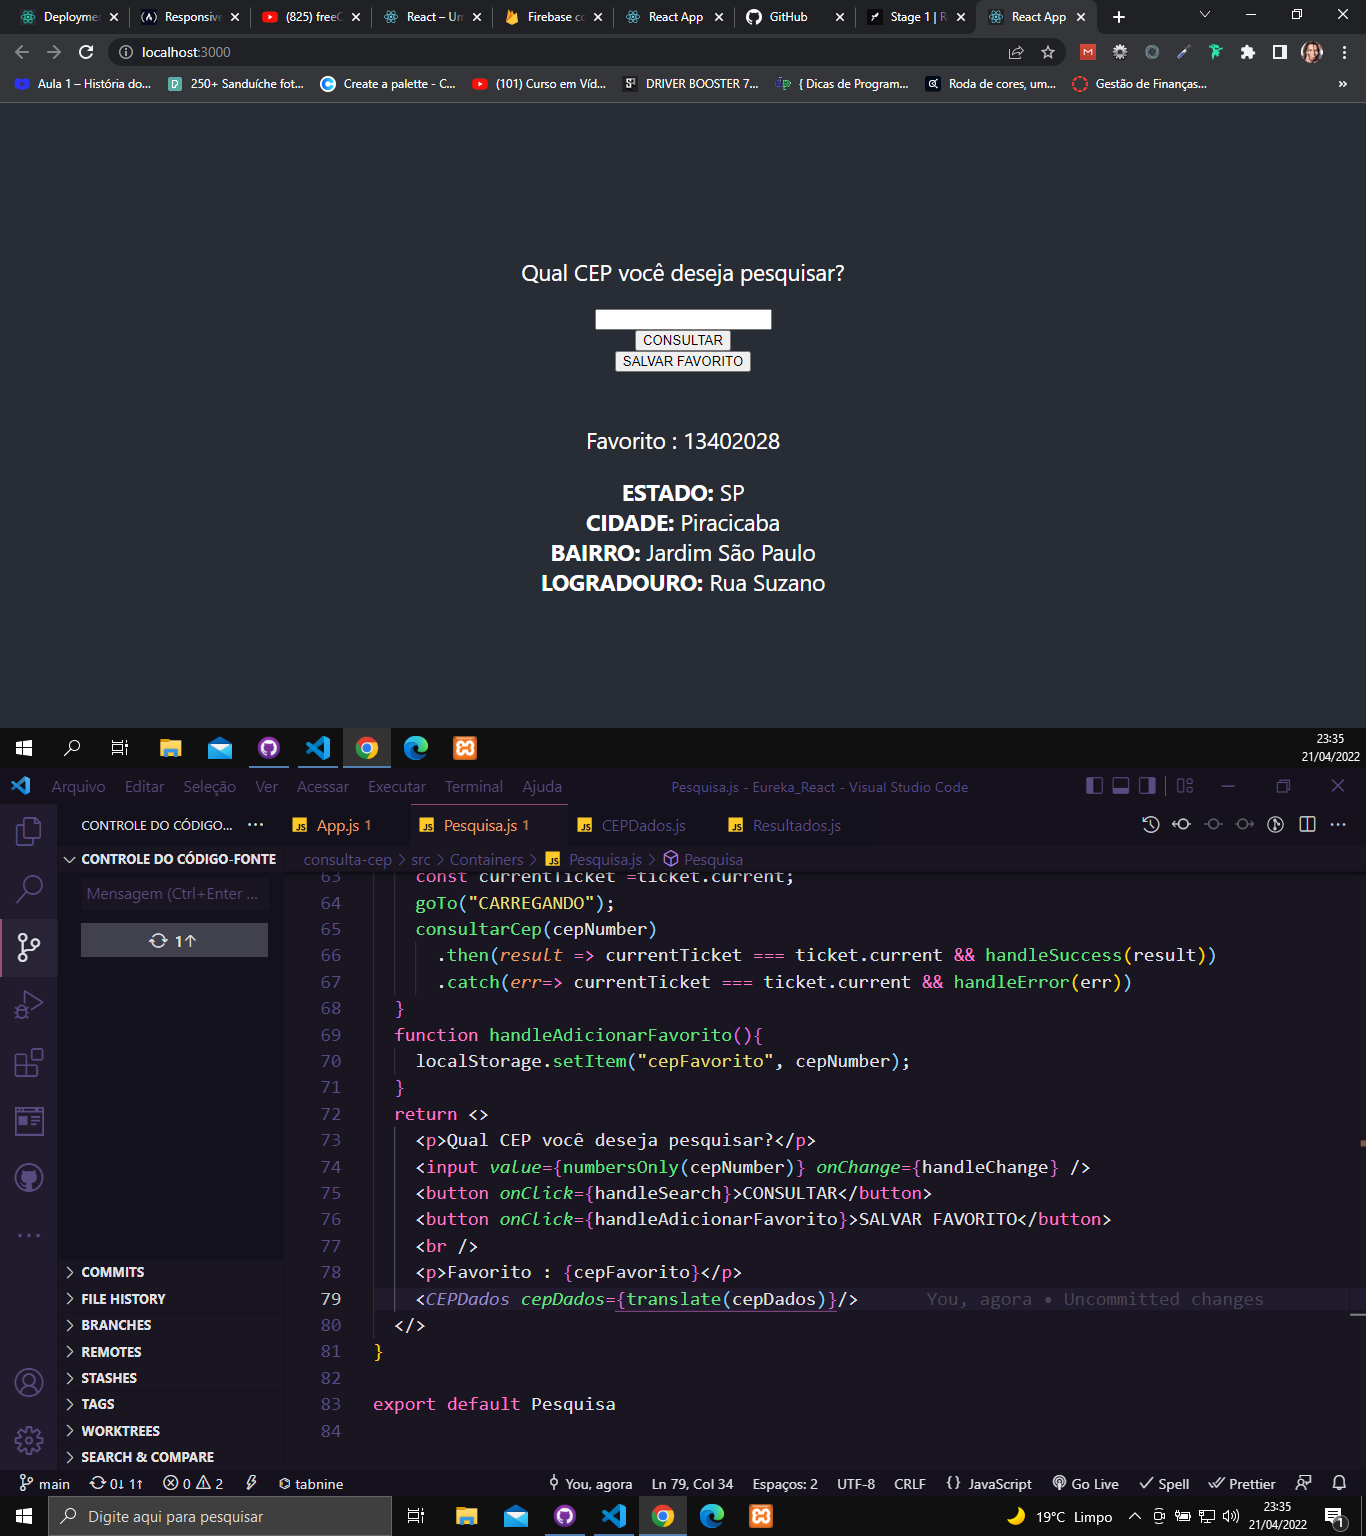 Deployme
Responsive
(825) freeC
React – Un
Firebase co
React App
GitHub
Stage 1 | R
React App
localhost:3000
Aula 1 – História do...
250+ Sanduíche fot...
Create a palette - C...
(101) Curso em Víd...
DRIVER BOOSTER 7...
{ Dicas de Program...
Roda de cores, um...
Gestão de Finanças...
»
Qual CEP você deseja pesquisar?
CONSULTAR
SALVAR FAVORITO
Favorito : 13402028
ESTADO: SP
CIDADE: Piracicaba
BAIRRO: Jardim São Paulo
LOGRADOURO: Rua Suzano
23:35
21/04/2022
Arquivo Editar Seleção Ver Acessar Executar Terminal Ajuda
Pesquisa.js - Eureka_React - Visual Studio Code
CONTROLE DO CÓDIGO... ···
App.js 1
Pesquisa.js 1
CEPDados.js
Resultados.js
CONTROLE DO CÓDIGO-FONTE
consulta-cep > src > Containers > Pesquisa.js > Pesquisa
Mensagem (Ctrl+Enter ...
1↑
63 const currentTicket =ticket.current;
64 goTo("CARREGANDO");
65 consultarCep(cepNumber)
66 .then(result => currentTicket === ticket.current && handleSuccess(result))
67 .catch(err=> currentTicket === ticket.current && handleError(err))
68 }
69 function handleAdicionarFavorito(){
70 localStorage.setItem("cepFavorito", cepNumber);
71 }
72 return <>
73 <p>Qual CEP você deseja pesquisar?</p>
74 <input value={numbersOnly(cepNumber)} onChange={handleChange} />
75 <button onClick={handleSearch}>CONSULTAR</button>
76 <button onClick={handleAdicionarFavorito}>SALVAR FAVORITO</button>
77 <br />
78 <p>Favorito : {cepFavorito}</p>
79 <CEPDados cepDados={translate(cepDados)}/> You, agora • Uncommitted changes
80 </>
81 }
82
83 export default Pesquisa
84
COMMITS
FILE HISTORY
BRANCHES
REMOTES
STASHES
TAGS
WORKTREES
SEARCH & COMPARE
main 0↓ 1↑ 0 2 tabnine You, agora Ln 79, Col 34 Espaços: 2 UTF-8 CRLF {} JavaScript Go Live Spell Prettier
Digite aqui para pesquisar
19°C Limpo
23:35
21/04/2022
1